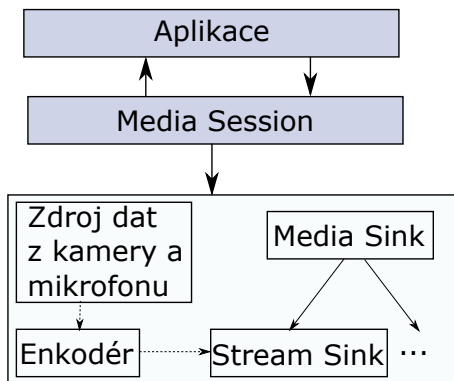 Aplikace
Media Session
Zdroj dat
z kamery a
mikrofonu
Media Sink
Enkodér
Stream Sink
...